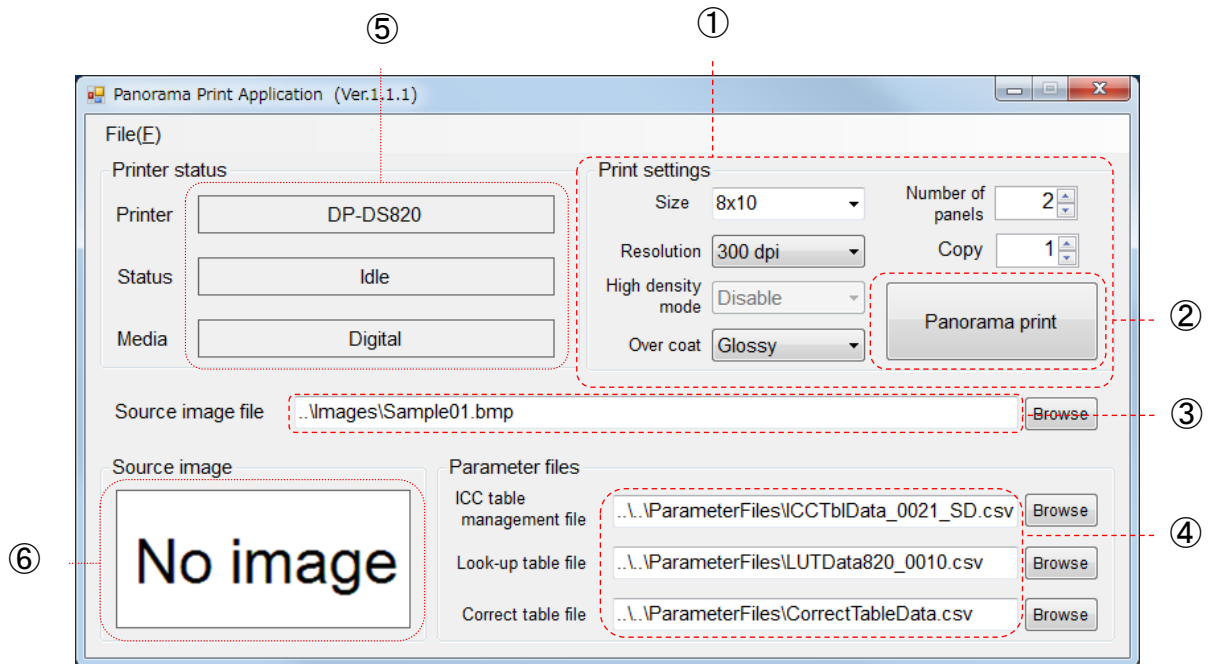 ⑤
①
Panorama Print Application (Ver.1.1.1)
File(F)
Printer status
Printer DP-DS820
Status Idle
Media Digital
Print settings
Size 8x10
Number of
panels 2
Resolution 300 dpi
Copy 1
High density
mode Disable
Over coat Glossy
Panorama print
②
Source image file ..\Images\Sample01.bmp Browse
③
Source image
No image
⑥
Parameter files
ICC table
management file ..\..\ParameterFiles\ICCTblData_0021_SD.csv Browse
④
Look-up table file ..\..\ParameterFiles\LUTData820_0010.csv Browse
Correct table file ..\..\ParameterFiles\CorrectTableData.csv Browse